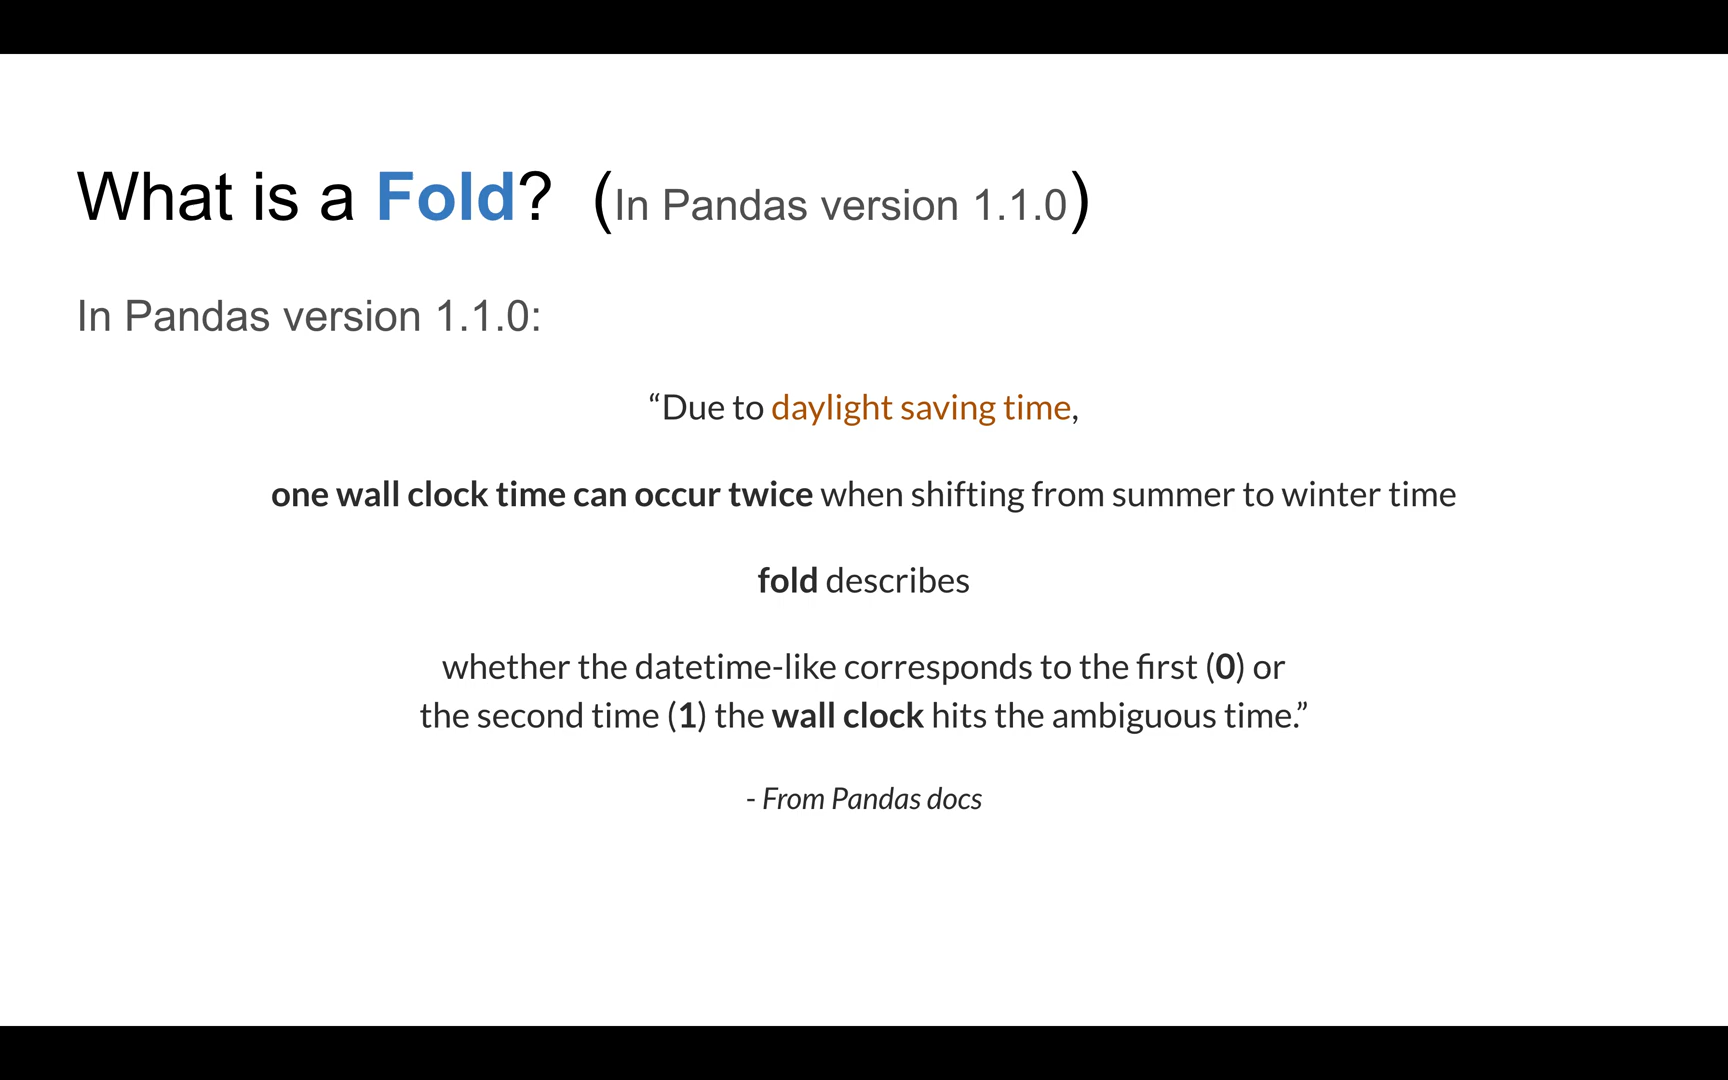 What is a Fold? (In Pandas version 1.1.0)
In Pandas version 1.1.0:
“Due to daylight saving time,
one wall clock time can occur twice when shifting from summer to winter time
fold describes
whether the datetime-like corresponds to the first (0) or
the second time (1) the wall clock hits the ambiguous time.”
- From Pandas docs